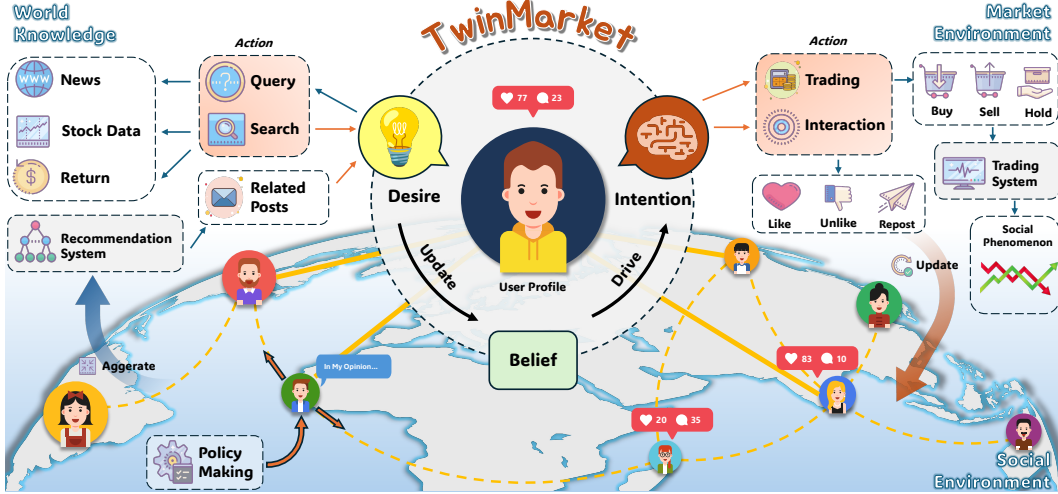 TwinMarket
World
Knowledge
News
Stock Data
Return
Recommendation
System
Action
Query
Search
Related
Posts
77
23
Desire
Intention
User Profile
Update
Drive
Belief
Action
Trading
Interaction
Market
Environment
Buy
Sell
Hold
Trading
System
Social
Phenomenon
Like
Unlike
Repost
Update
Aggerate
In My Opinion...
Policy
Making
83
10
20
35
Social
Environment
WWW
?
$